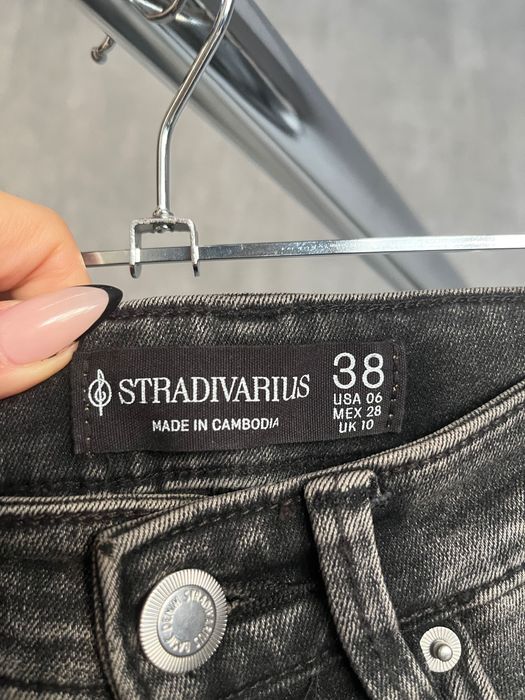 STRADIVARIUS
MADE IN CAMBODIA
38
USA 06
MEX 28
UK 10